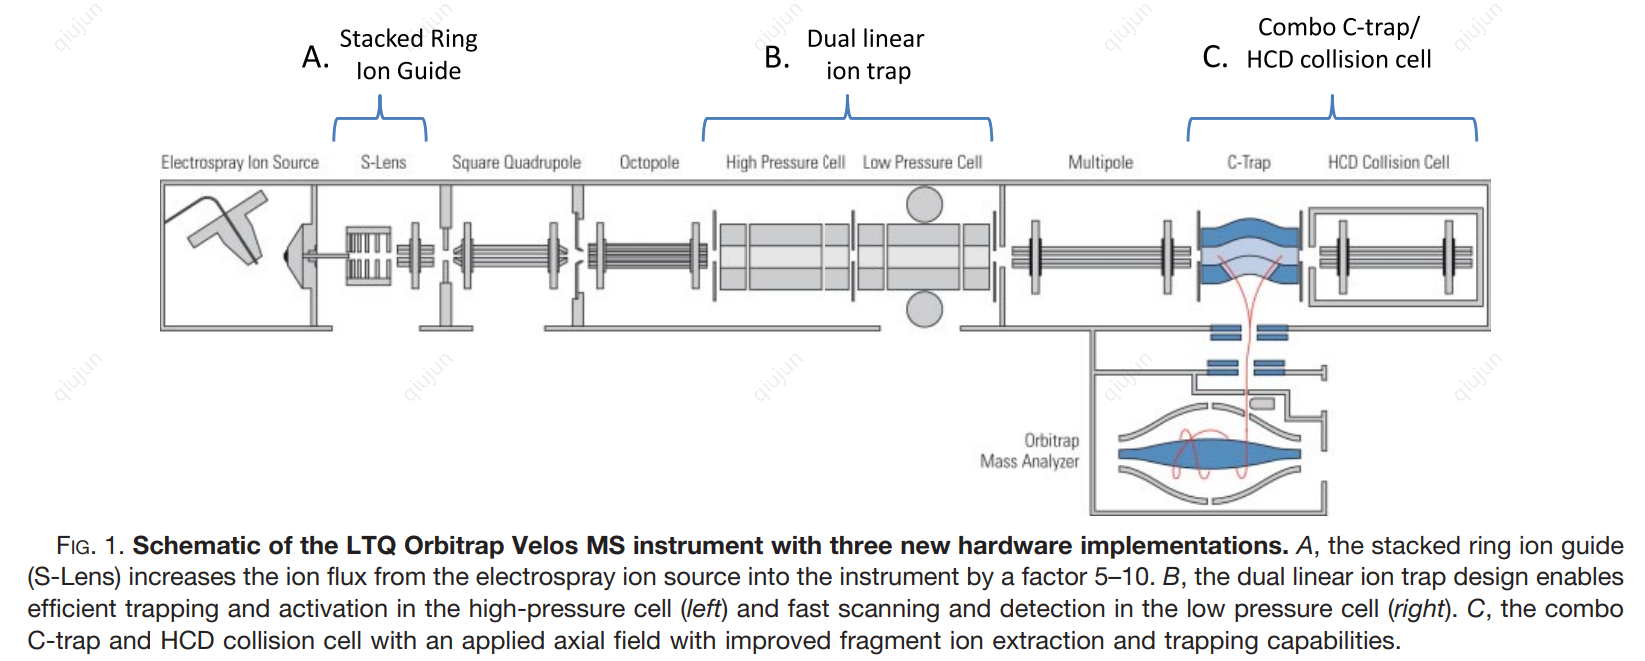 qiujun qiujun qiujun qiujun qiujun
A. Stacked Ring
Ion Guide
B. Dual linear
ion trap
C. Combo C-trap/
HCD collision cell
Electrospray Ion Source S-Lens Square Quadrupole Octopole High Pressure Cell Low Pressure Cell Multipole C-Trap HCD Collision Cell
qiujun qiujun qiujun qiujun qiujun
Orbitrap
Mass Analyzer
FIG. 1. Schematic of the LTQ Orbitrap Velos MS instrument with three new hardware implementations. A, the stacked ring ion guide
(S-Lens) increases the ion flux from the electrospray ion source into the instrument by a factor 5–10. B, the dual linear ion trap design enables
efficient trapping and activation in the high-pressure cell (left) and fast scanning and detection in the low pressure cell (right). C, the combo
C-trap and HCD collision cell with an applied axial field with improved fragment ion extraction and trapping capabilities.